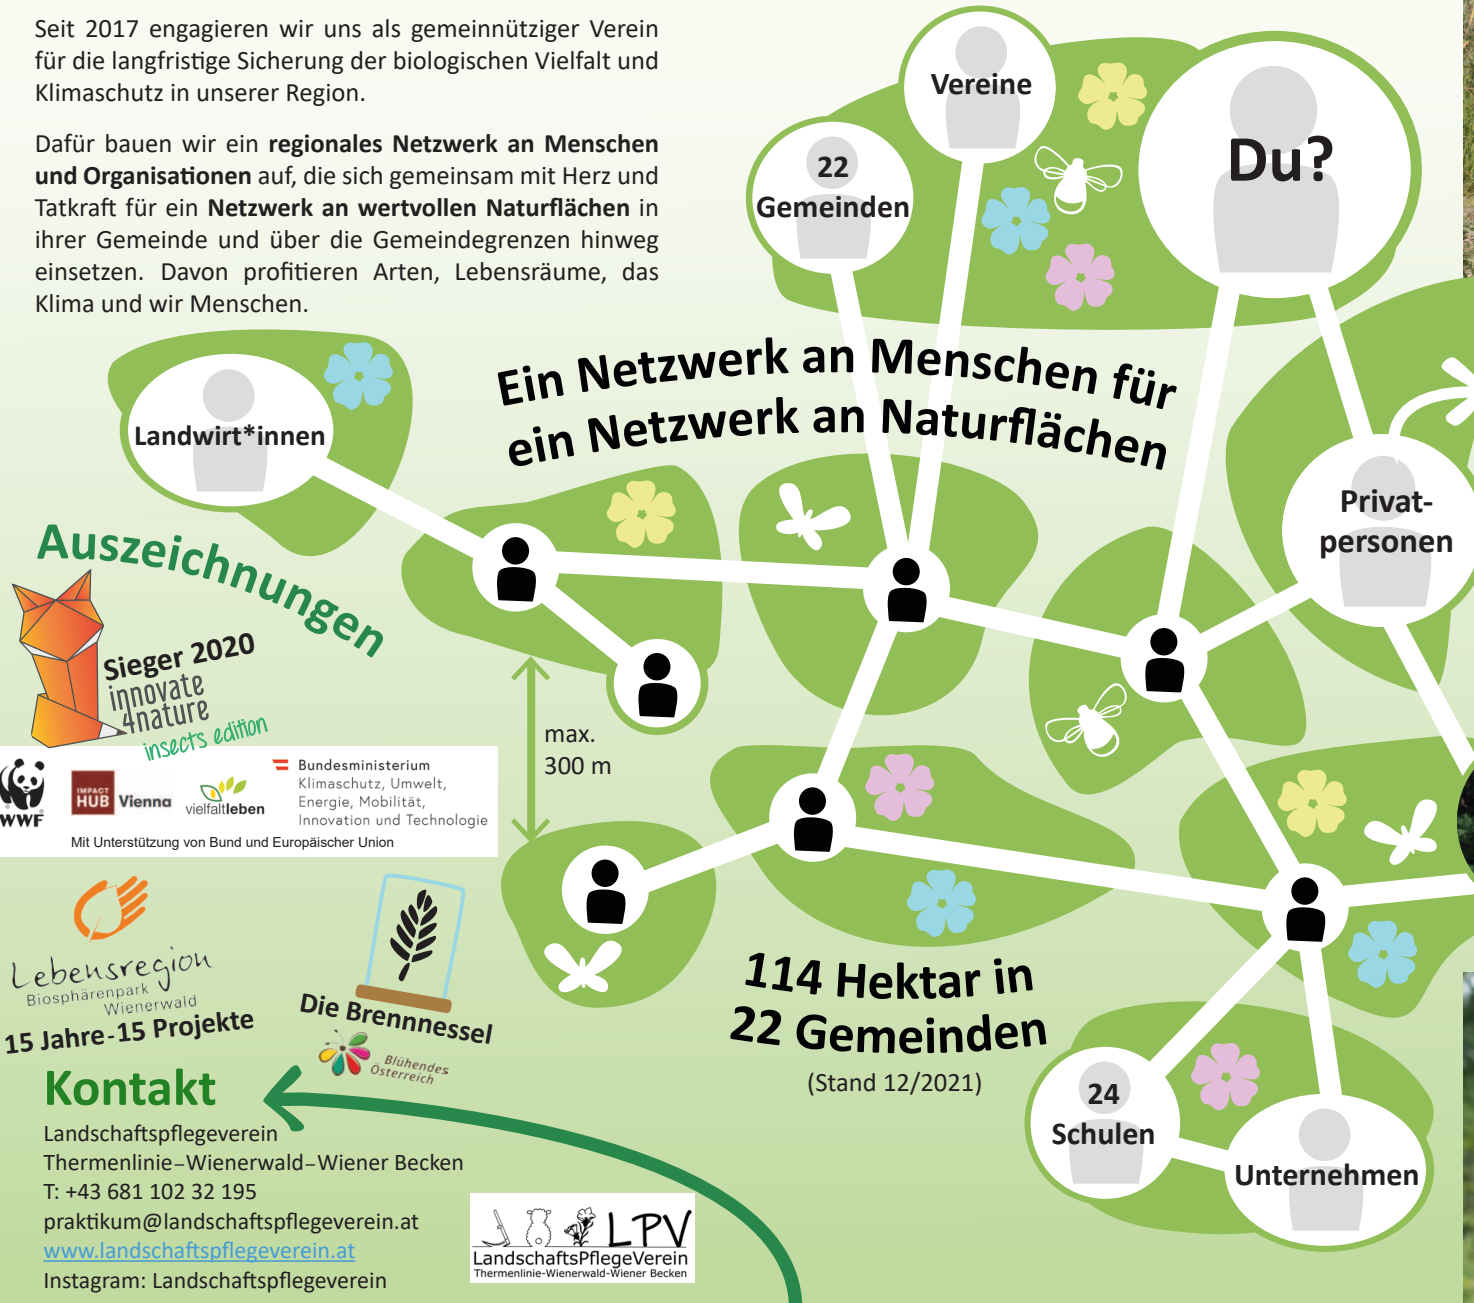 Seit 2017 engagieren wir uns als gemeinnütziger Verein
für die langfristige Sicherung der biologischen Vielfalt und
Klimaschutz in unserer Region.
Dafür bauen wir ein regionales Netzwerk an Menschen
und Organisationen auf, die sich gemeinsam mit Herz und
Tatkraft für ein Netzwerk an wertvollen Naturflächen in
ihrer Gemeinde und über die Gemeindegrenzen hinweg
einsetzen. Davon profitieren Arten, Lebensräume, das
Klima und wir Menschen.
Vereine
22
Gemeinden
Du?
Ein Netzwerk an Menschen für
ein Netzwerk an Naturflächen
Landwirt*innen
Privat-
personen
Auszeichnungen
Sieger 2020
innovate
4nature
insects edition
max.
300 m
WWF
IMPACT
HUB Vienna
vielfaltleben
Bundesministerium
Klimaschutz, Umwelt,
Energie, Mobilität,
Innovation und Technologie
Mit Unterstützung von Bund und Europäischer Union
Lebensregion
Biosphärenpark
Wienerwald
15 Jahre-15 Projekte
Die Brennnessel
Blühendes
Österreich
114 Hektar in
22 Gemeinden
(Stand 12/2021)
24
Schulen
Unternehmen
Kontakt
Landschaftspflegeverein
Thermenlinie–Wienerwald–Wiener Becken
T: +43 681 102 32 195
praktikum@landschaftspflegeverein.at
www.landschaftspflegeverein.at
Instagram: Landschaftspflegeverein
LPV
LandschaftsPflegeVerein
Thermenlinie-Wienerwald-Wiener Becken